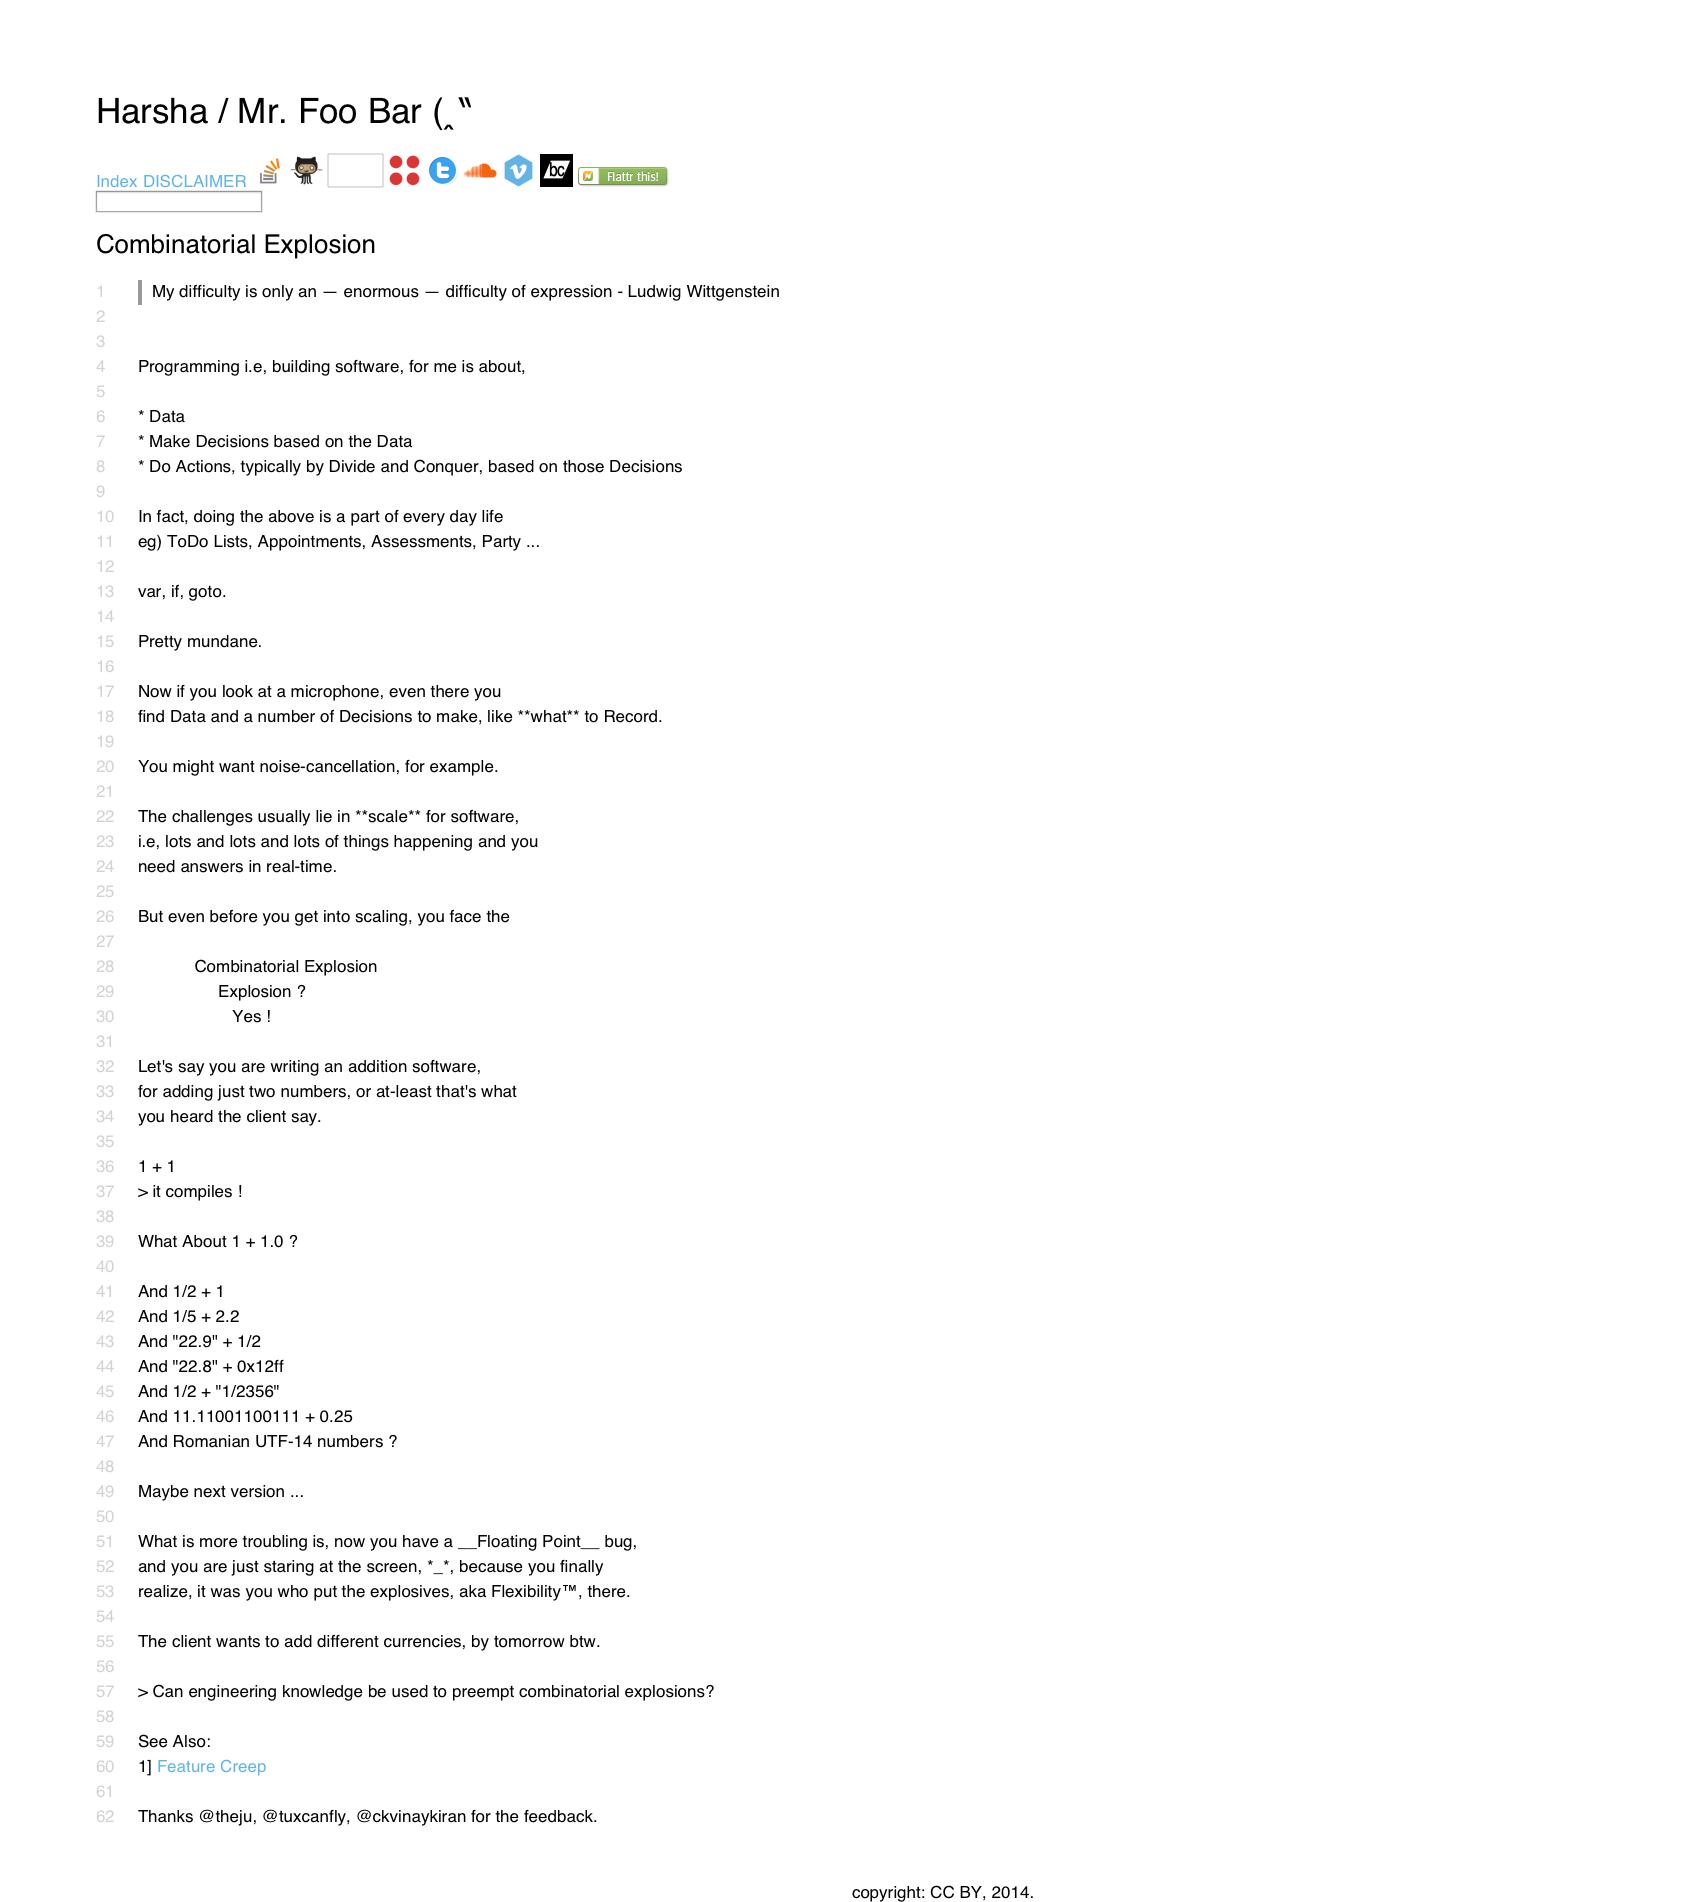 Harsha / Mr. Foo Bar (‸‶
Index DISCLAIMER bc Flattr this!
Combinatorial Explosion
1 My difficulty is only an — enormous — difficulty of expression - Ludwig Wittgenstein
2
3
4 Programming i.e, building software, for me is about,
5
6 * Data
7 * Make Decisions based on the Data
8 * Do Actions, typically by Divide and Conquer, based on those Decisions
9
10 In fact, doing the above is a part of every day life
11 eg) ToDo Lists, Appointments, Assessments, Party ...
12
13 var, if, goto.
14
15 Pretty mundane.
16
17 Now if you look at a microphone, even there you
18 find Data and a number of Decisions to make, like **what** to Record.
19
20 You might want noise-cancellation, for example.
21
22 The challenges usually lie in **scale** for software,
23 i.e, lots and lots and lots of things happening and you
24 need answers in real-time.
25
26 But even before you get into scaling, you face the
27
28 Combinatorial Explosion
29 Explosion ?
30 Yes !
31
32 Let's say you are writing an addition software,
33 for adding just two numbers, or at-least that's what
34 you heard the client say.
35
36 1 + 1
37 > it compiles !
38
39 What About 1 + 1.0 ?
40
41 And 1/2 + 1
42 And 1/5 + 2.2
43 And "22.9" + 1/2
44 And "22.8" + 0x12ff
45 And 1/2 + "1/2356"
46 And 11.11001100111 + 0.25
47 And Romanian UTF-14 numbers ?
48
49 Maybe next version ...
50
51 What is more troubling is, now you have a __Floating Point__ bug,
52 and you are just staring at the screen, *_*, because you finally
53 realize, it was you who put the explosives, aka Flexibility™, there.
54
55 The client wants to add different currencies, by tomorrow btw.
56
57 > Can engineering knowledge be used to preempt combinatorial explosions?
58
59 See Also:
60 1] Feature Creep
61
62 Thanks @theju, @tuxcanfly, @ckvinaykiran for the feedback.
copyright: CC BY, 2014.